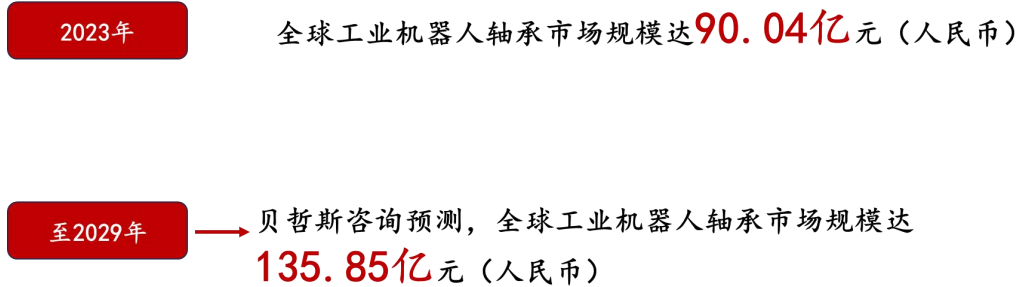 2023年
全球工业机器人轴承市场规模达90.04亿元（人民币）
至2029年
贝哲斯咨询预测，全球工业机器人轴承市场规模达
135.85亿元（人民币）